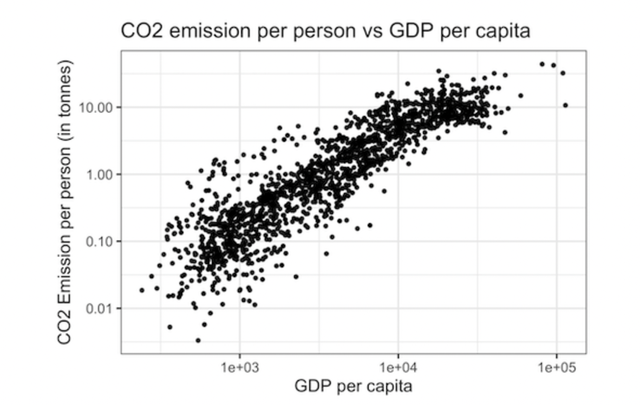 CO2 emission per person vs GDP per capita
CO2 Emission per person (in tonnes)
10.00
1.00
0.10
0.01
1e+03 1e+04 1e+05
GDP per capita